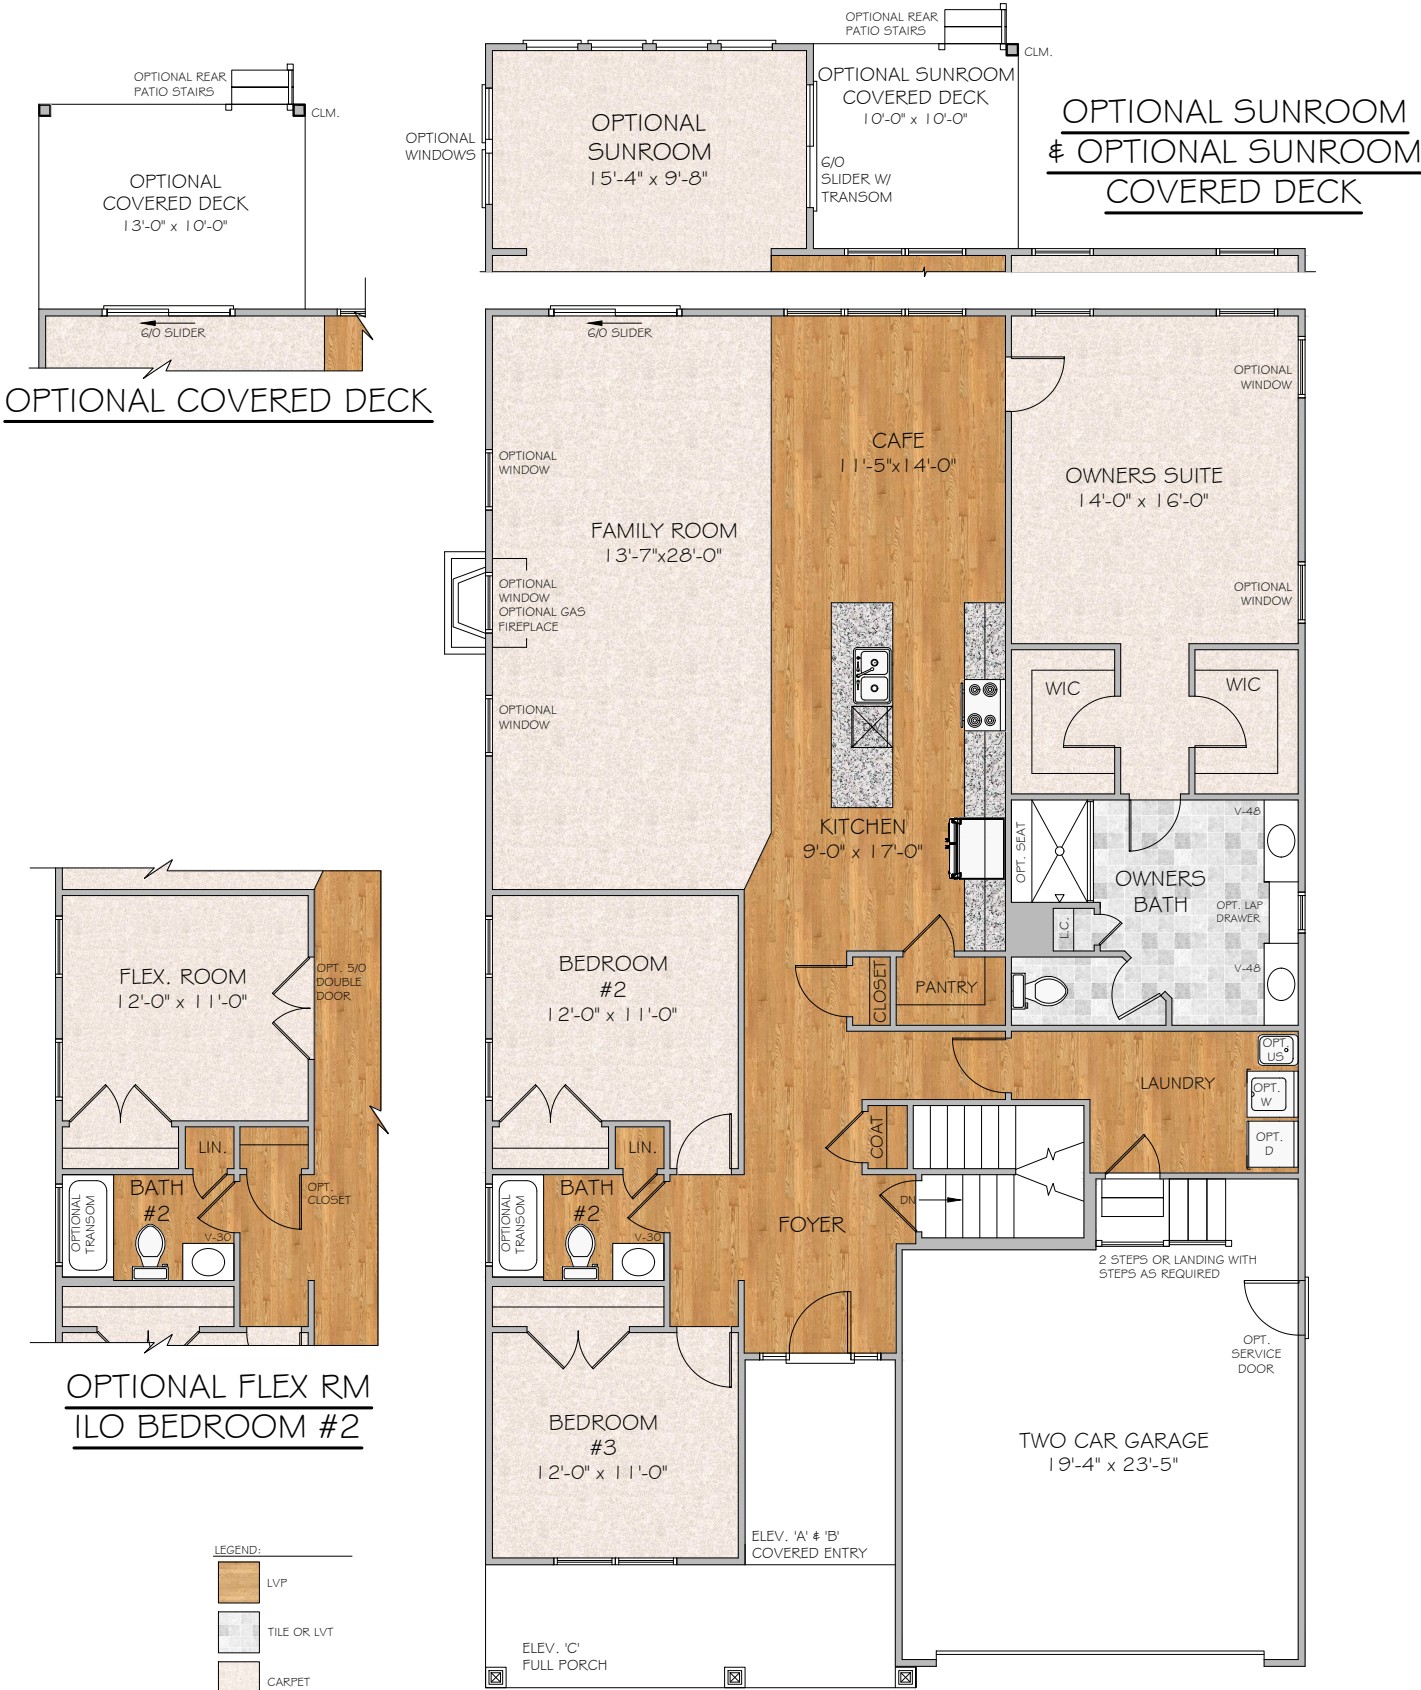 OPTIONAL REAR
PATIO STAIRS
CLM.
OPTIONAL
COVERED DECK
13'-0" x 10'-0"
6/0 SLIDER
OPTIONAL COVERED DECK
OPTIONAL REAR
PATIO STAIRS
CLM.
OPTIONAL
WINDOWS
OPTIONAL
SUNROOM
15'-4" x 9'-8"
OPTIONAL SUNROOM
COVERED DECK
10'-0" x 10'-0"
6/0
SLIDER W/
TRANSOM
OPTIONAL SUNROOM
& OPTIONAL SUNROOM
COVERED DECK
6/0 SLIDER
OPTIONAL
WINDOW
FAMILY ROOM
13'-7"x28'-0"
OPTIONAL
WINDOW
OPTIONAL GAS
FIREPLACE
OPTIONAL
WINDOW
CAFE
11'-5"x14'-0"
OPTIONAL
WINDOW
OWNERS SUITE
14'-0" x 16'-0"
OPTIONAL
WINDOW
WIC
WIC
KITCHEN
9'-0" x 17'-0"
OPT. SEAT
V-48
OWNERS
BATH
OPT. LAP
DRAWER
L.C.
V-48
BEDROOM
#2
12'-0" x 11'-0"
CLOSET
PANTRY
LAUNDRY
OPT.
US
OPT.
W
OPT.
D
COAT
LIN.
BATH
#2
OPTIONAL
TRANSOM
V-30
FOYER
DN
2 STEPS OR LANDING WITH
STEPS AS REQUIRED
OPT.
SERVICE
DOOR
BEDROOM
#3
12'-0" x 11'-0"
TWO CAR GARAGE
19'-4" x 23'-5"
ELEV. 'A' & 'B'
COVERED ENTRY
ELEV. 'C'
FULL PORCH
FLEX. ROOM
12'-0" x 11'-0"
OPT. 5/0
DOUBLE
DOOR
LIN.
OPT.
CLOSET
BATH
#2
OPTIONAL
TRANSOM
V-30
OPTIONAL FLEX RM
ILO BEDROOM #2
LEGEND:
LVP
TILE OR LVT
CARPET